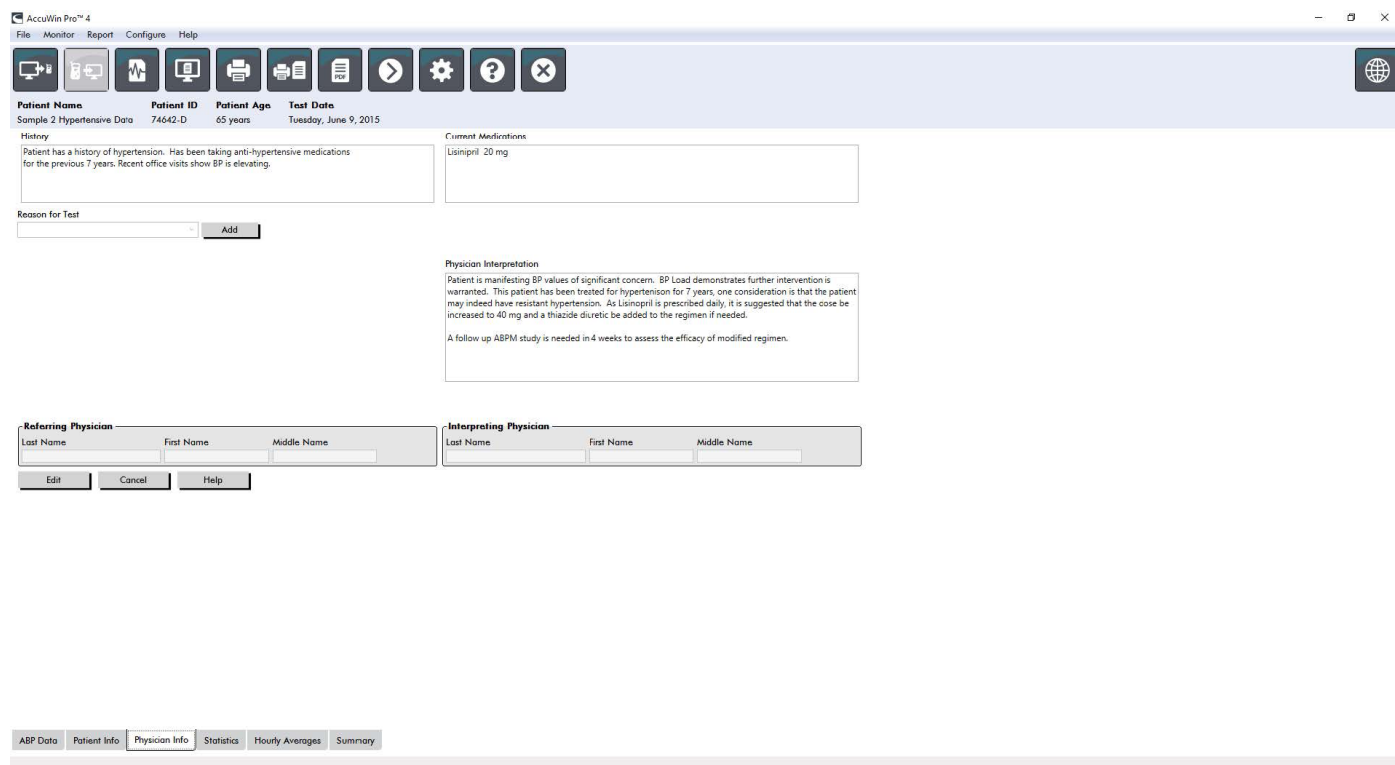 AccuWin Pro™ 4
File Monitor Report Configure Help
PDF
Patient Name Patient ID Patient Age Test Date
Sample 2 Hypertensive Data 74642-D 65 years Tuesday, June 9, 2015
History
Patient has a history of hypertension. Has been taking anti-hypertensive medications
for the previous 7 years. Recent office visits show BP is elevating.
Current Medications
Lisinipril 20 mg
Reason for Test
Add
Physician Interpretation
Patient is manifesting BP values of significant concern. BP Load demonstrates further intervention is
warranted. This patient has been treated for hypertenison for 7 years, one consideration is that the patient
may indeed have resistant hypertension. As Lisinopril is prescribed daily, it is suggested that the cose be
increased to 40 mg and a thiazide diuretic be added to the regimen if needed.
A follow up ABPM study is needed in 4 weeks to assess the efficacy of modified regimen.
Referring Physician
Last Name First Name Middle Name
Interpreting Physician
Last Name First Name Middle Name
Edit Cancel Help
ABP Data Patient Info Physician Info Statistics Hourly Averages Summary